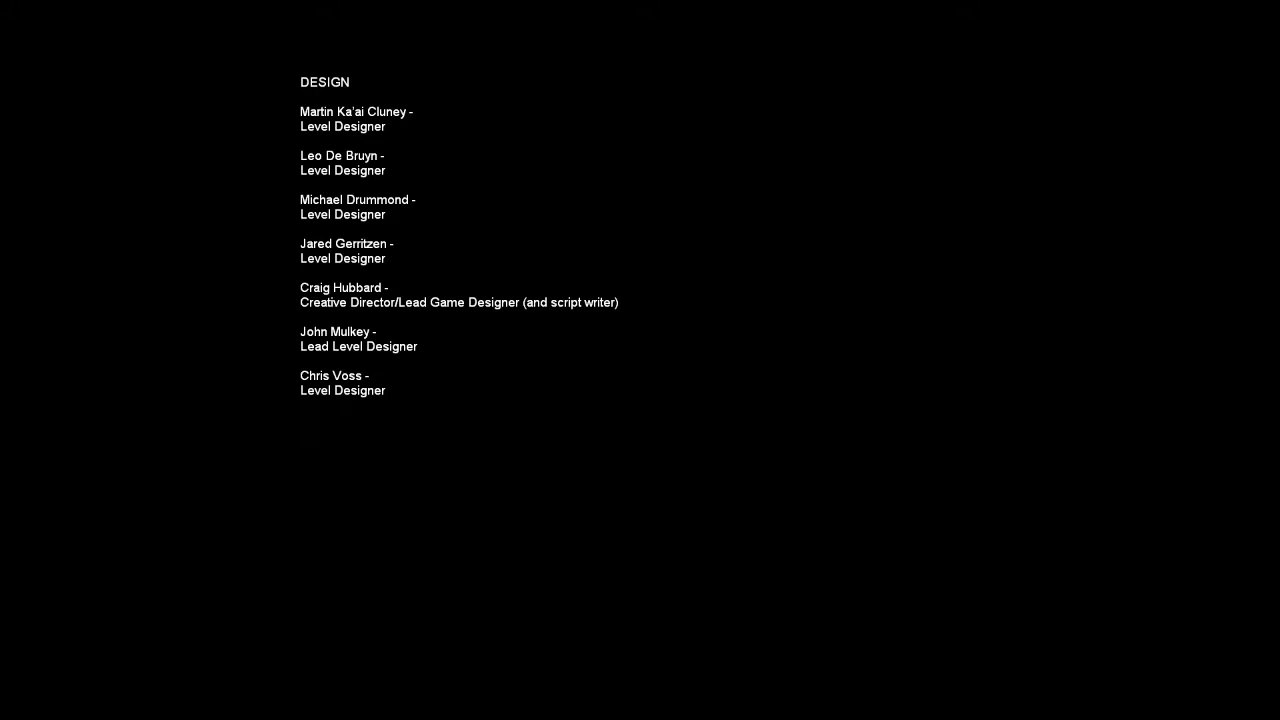 DESIGN
Martin Ka'ai Cluney -
Level Designer
Leo De Bruyn -
Level Designer
Michael Drummond -
Level Designer
Jared Gerritzen -
Level Designer
Craig Hubbard -
Creative Director/Lead Game Designer (and script writer)
John Mulkey -
Lead Level Designer
Chris Voss -
Level Designer